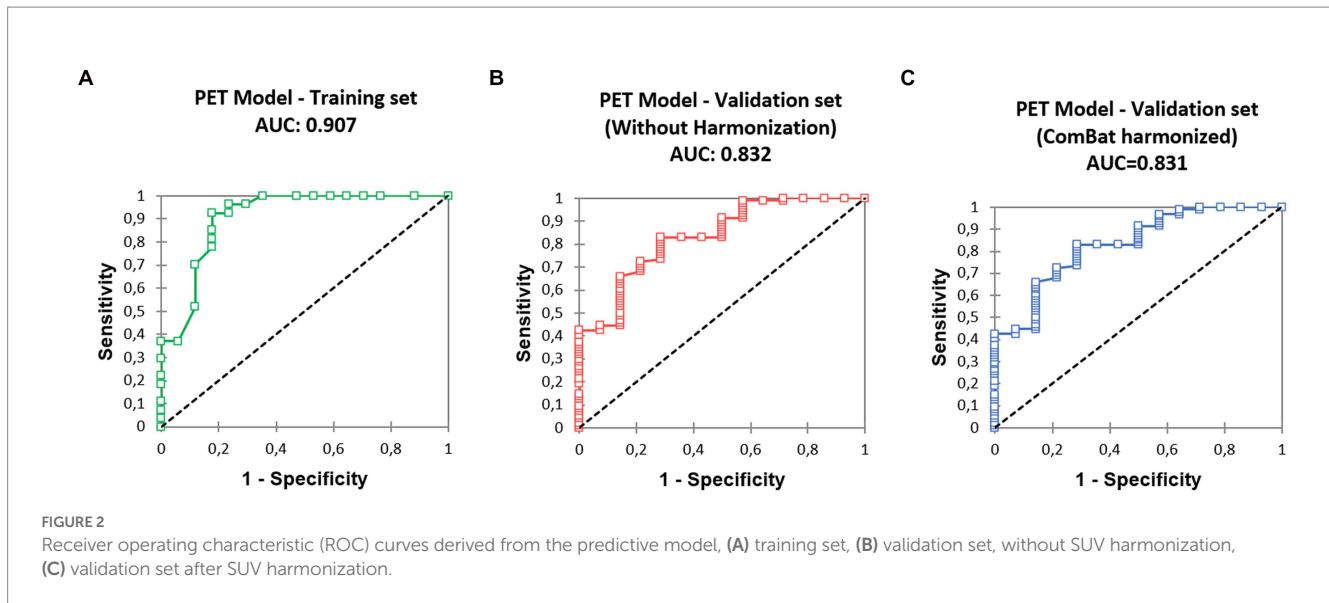 A
PET Model - Training set
AUC: 0.907
1
0,9
0,8
0,7
0,6
0,5
0,4
0,3
0,2
0,1
0
Sensitivity
0 0,2 0,4 0,6 0,8 1
1 - Specificity
B
PET Model - Validation set
(Without Harmonization)
AUC: 0.832
1
0,9
0,8
0,7
0,6
0,5
0,4
0,3
0,2
0,1
0
Sensitivity
0 0,2 0,4 0,6 0,8 1
1 - Specificity
C
PET Model - Validation set
(ComBat harmonized)
AUC=0.831
1
0,9
0,8
0,7
0,6
0,5
0,4
0,3
0,2
0,1
0
Sensitivity
0 0,2 0,4 0,6 0,8 1
1 - Specificity
FIGURE 2
Receiver operating characteristic (ROC) curves derived from the predictive model, (A) training set, (B) validation set, without SUV harmonization,
(C) validation set after SUV harmonization.